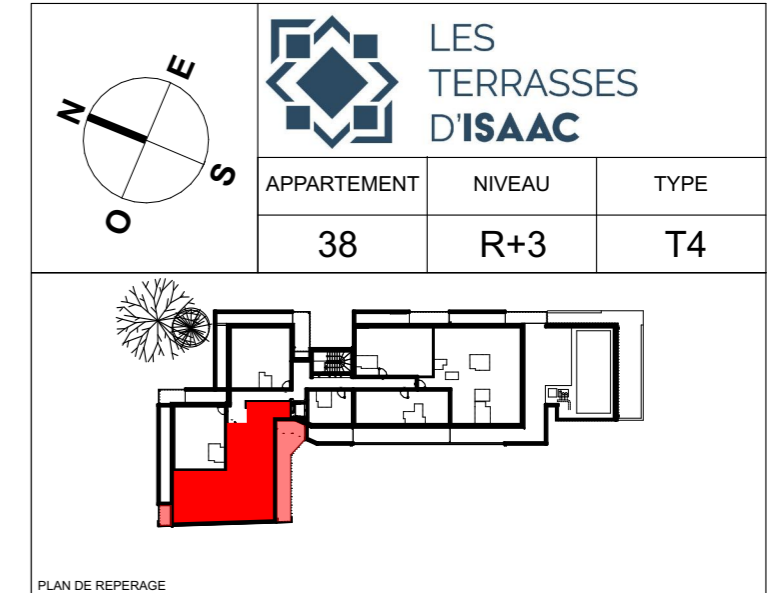 N
E
S
O
LES
TERRASSES
D'ISAAC
APPARTEMENT NIVEAU TYPE
38 R+3 T4
PLAN DE REPERAGE